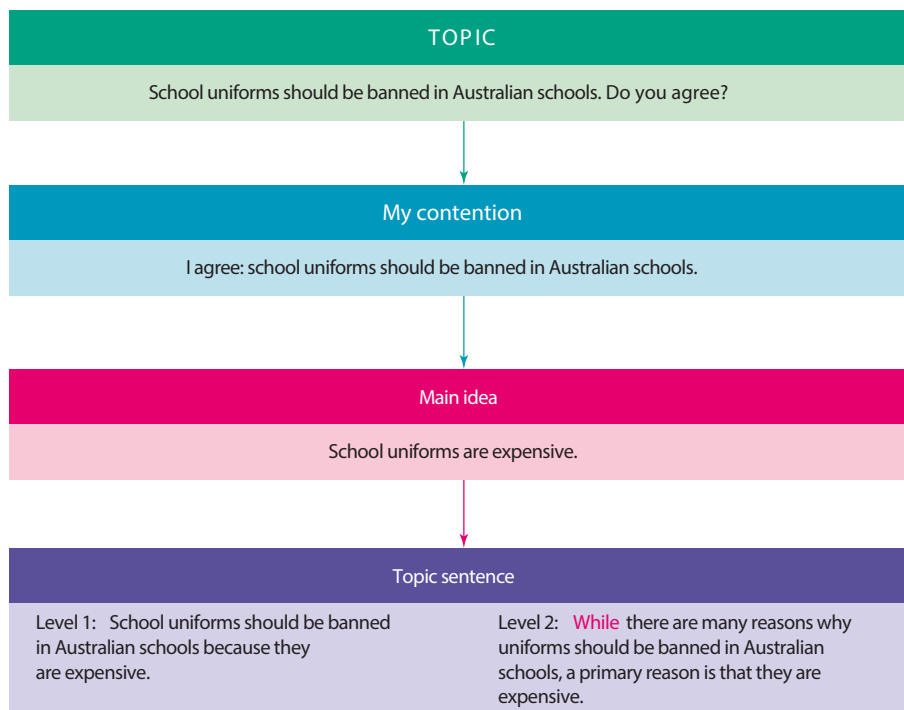 TOPIC
School uniforms should be banned in Australian schools. Do you agree?
My contention
I agree: school uniforms should be banned in Australian schools.
Main idea
School uniforms are expensive.
Topic sentence
Level 1: School uniforms should be banned
in Australian schools because they
are expensive.
Level 2: While there are many reasons why
uniforms should be banned in Australian
schools, a primary reason is that they are
expensive.